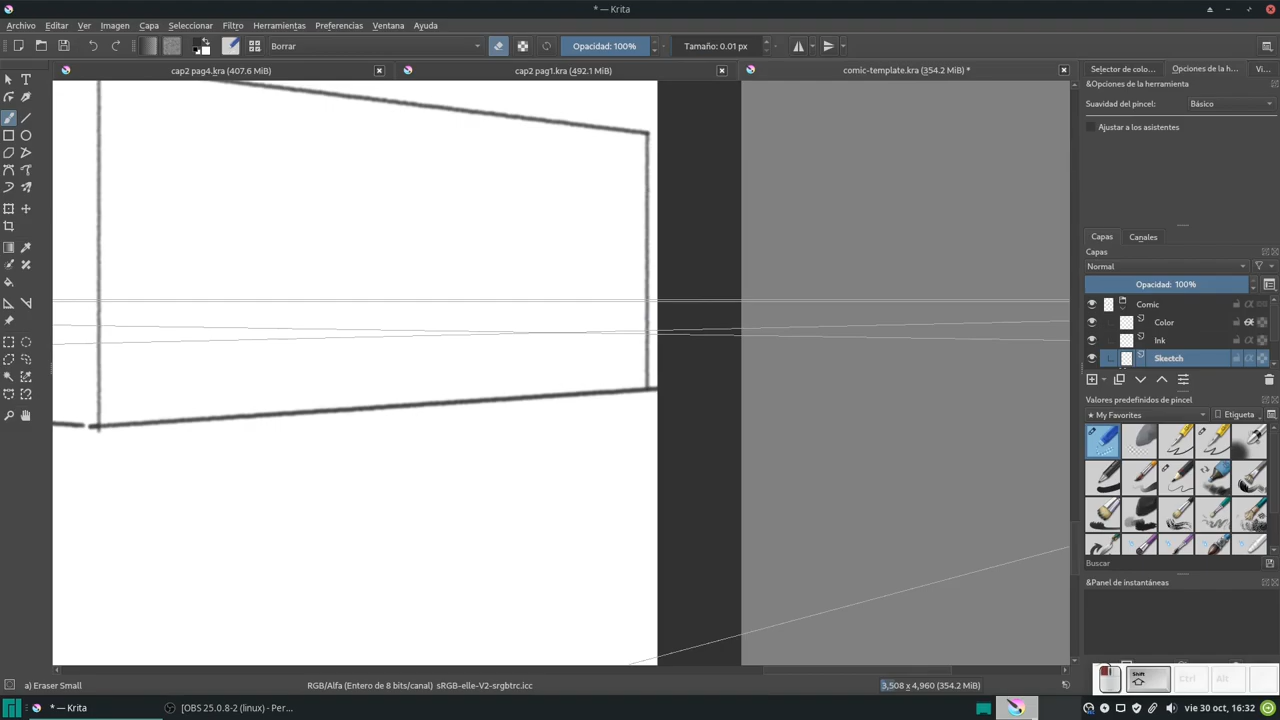 * — Krita
Archivo Editar Ver Imagen Capa Seleccionar Filtro Herramientas Preferencias Ventana Ayuda
Borrar Opacidad: 100% Tamaño: 0.01 px
cap2 pag4.kra (407.6 MiB) cap2 pag1.kra (492.1 MiB) comic-template.kra (354.2 MiB) * Selector de colo... Opciones de la h... Vi...
Opciones de la herramienta
Suavidad del pincel: Básico
Ajustar a los asistentes
Capas Canales
Capas
Normal
Opacidad: 100%
Comic
Color
Ink
Skectch
Valores predefinidos de pincel
★ My Favorites Etiqueta
Buscar
&Panel de instantáneas
Shift Ctrl Alt
a) Eraser Small RGB/Alfa (Entero de 8 bits/canal) sRGB-elle-V2-srgbtrc.icc 3,508 x 4,960 (354.2 MiB)
* — Krita [OBS 25.0.8-2 (linux) - Per... vie 30 oct, 16:32